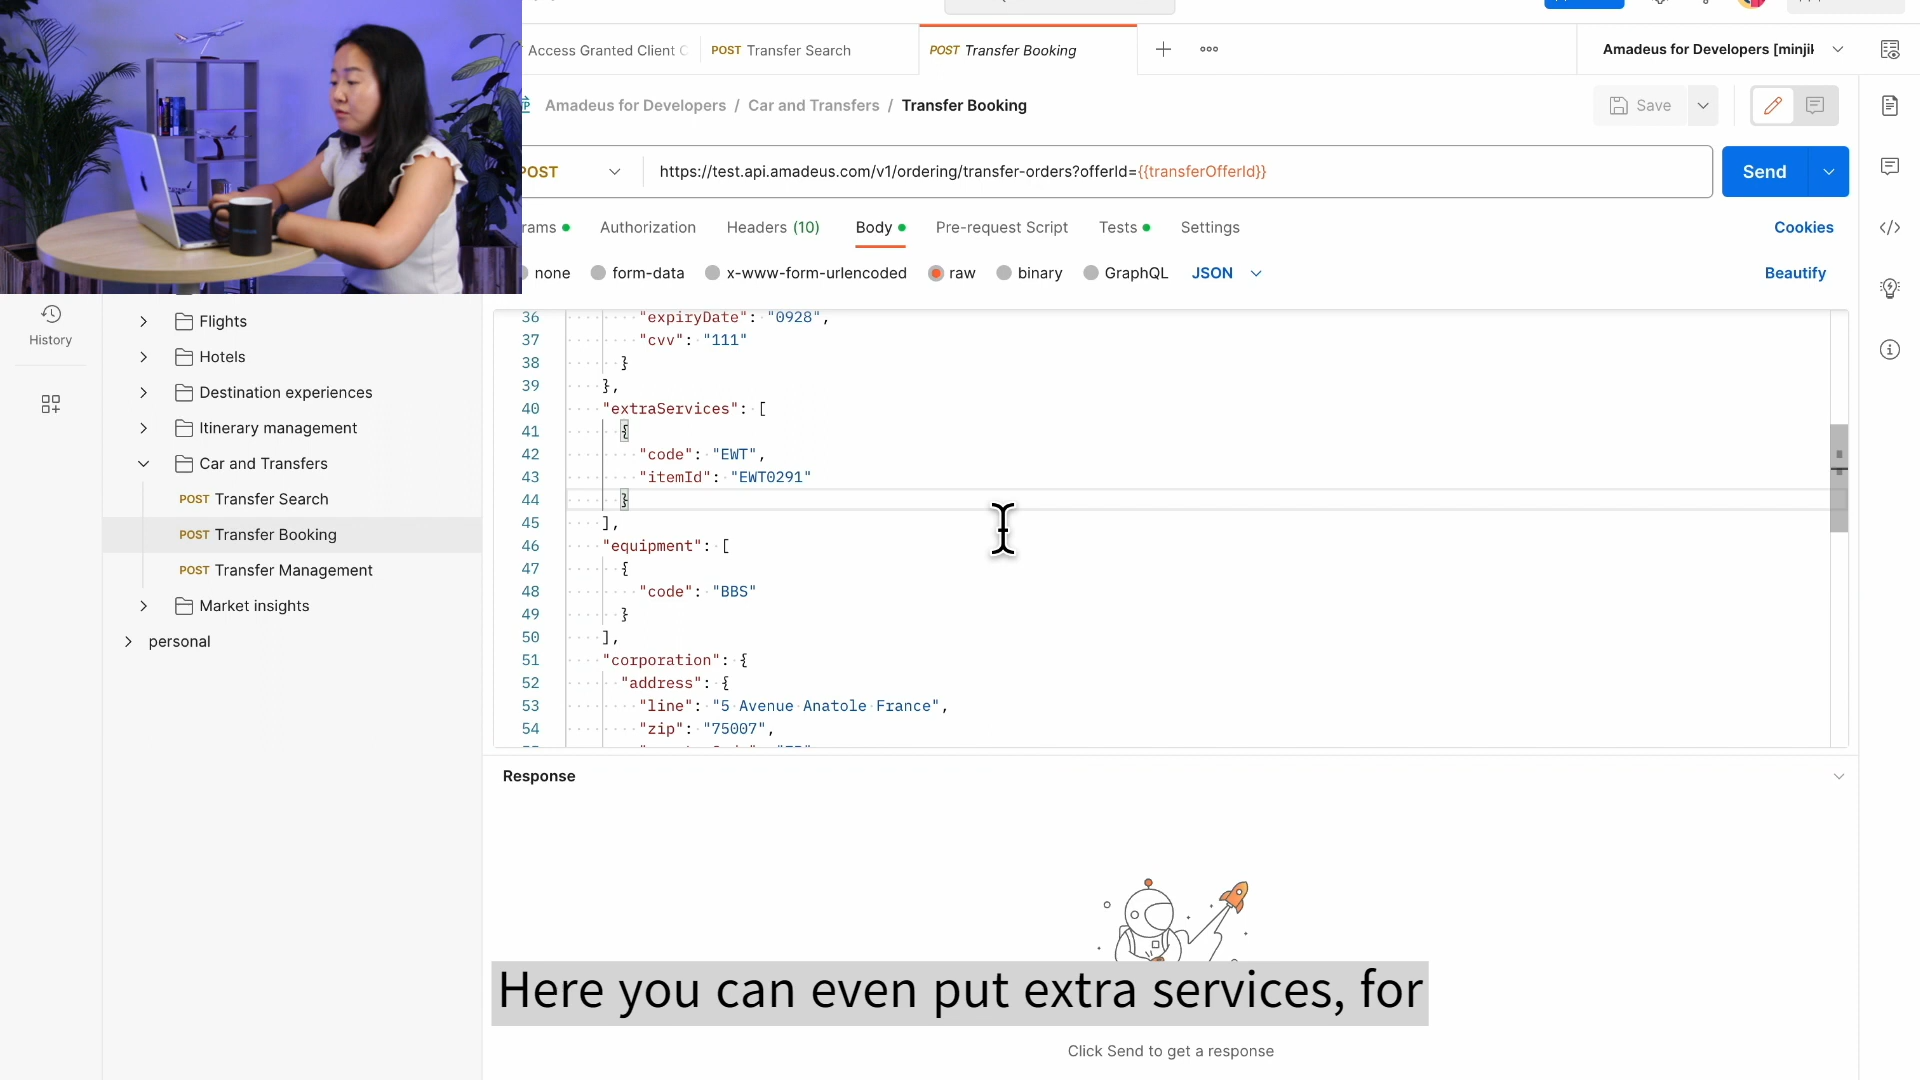 Access Granted Client C
POST Transfer Search
POST Transfer Booking
Amadeus for Developers [minjik
Amadeus for Developers / Car and Transfers / Transfer Booking
Save
POST
https://test.api.amadeus.com/v1/ordering/transfer-orders?offerId={{transferOfferId}}
Send
rams Authorization Headers (10) Body Pre-request Script Tests Settings Cookies
none form-data x-www-form-urlencoded raw binary GraphQL JSON Beautify
History
Flights
Hotels
Destination experiences
Itinerary management
Car and Transfers
POST Transfer Search
POST Transfer Booking
POST Transfer Management
Market insights
personal
36 "expiryDate": "0928",
37 "cvv": "111"
38 }
39 },
40 "extraServices": [
41 {
42 "code": "EWT",
43 "itemId": "EWT0291"
44 }
45 ],
46 "equipment": [
47 {
48 "code": "BBS"
49 }
50 ],
51 "corporation": {
52 "address": {
53 "line": "5 Avenue Anatole France",
54 "zip": "75007",
Response
Here you can even put extra services, for
Click Send to get a response